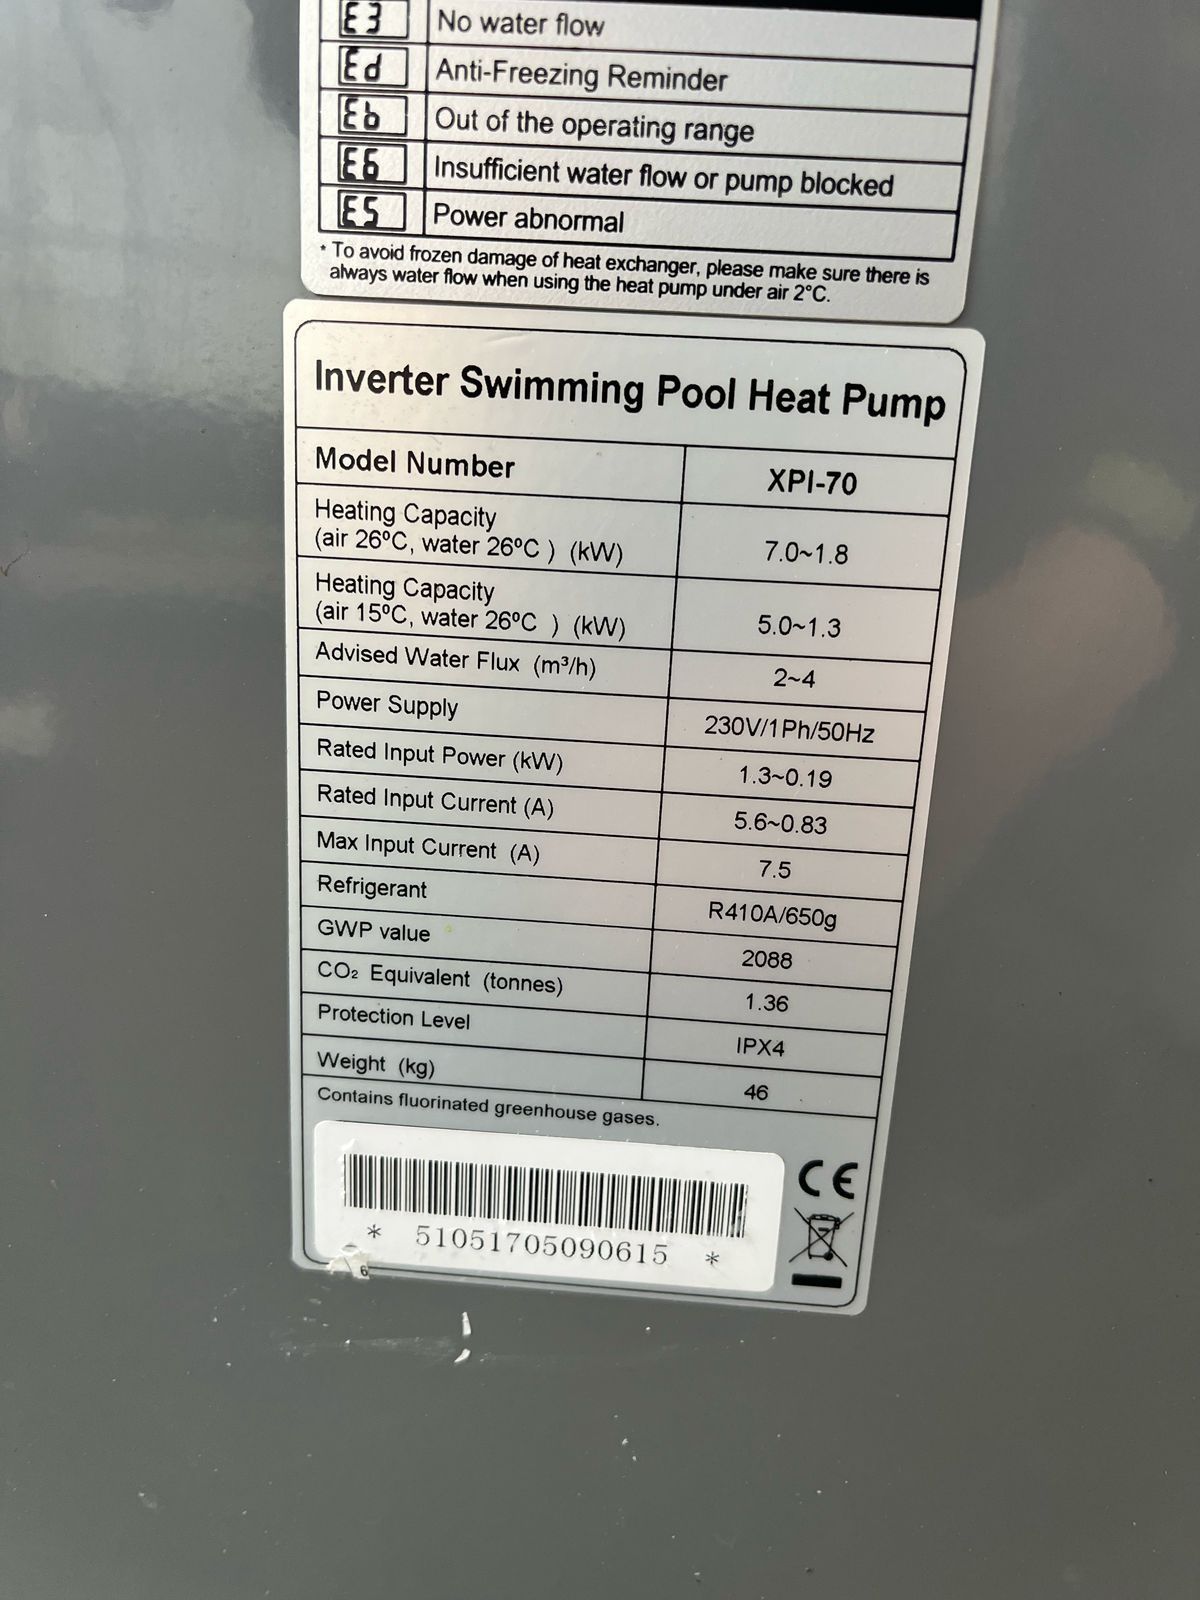 E3 No water flow
Ed Anti-Freezing Reminder
Eb Out of the operating range
E6 Insufficient water flow or pump blocked
E5 Power abnormal
* To avoid frozen damage of heat exchanger, please make sure there is
always water flow when using the heat pump under air 2°C.
Inverter Swimming Pool Heat Pump
Model Number XPI-70
Heating Capacity
(air 26ºC, water 26ºC ) (kW) 7.0~1.8
Heating Capacity
(air 15ºC, water 26ºC ) (kW) 5.0~1.3
Advised Water Flux (m³/h) 2~4
Power Supply 230V/1Ph/50Hz
Rated Input Power (kW) 1.3~0.19
Rated Input Current (A) 5.6~0.83
Max Input Current (A) 7.5
Refrigerant R410A/650g
GWP value 2088
CO₂ Equivalent (tonnes) 1.36
Protection Level IPX4
Weight (kg) 46
Contains fluorinated greenhouse gases.
CE
* 51051705090615 *
6